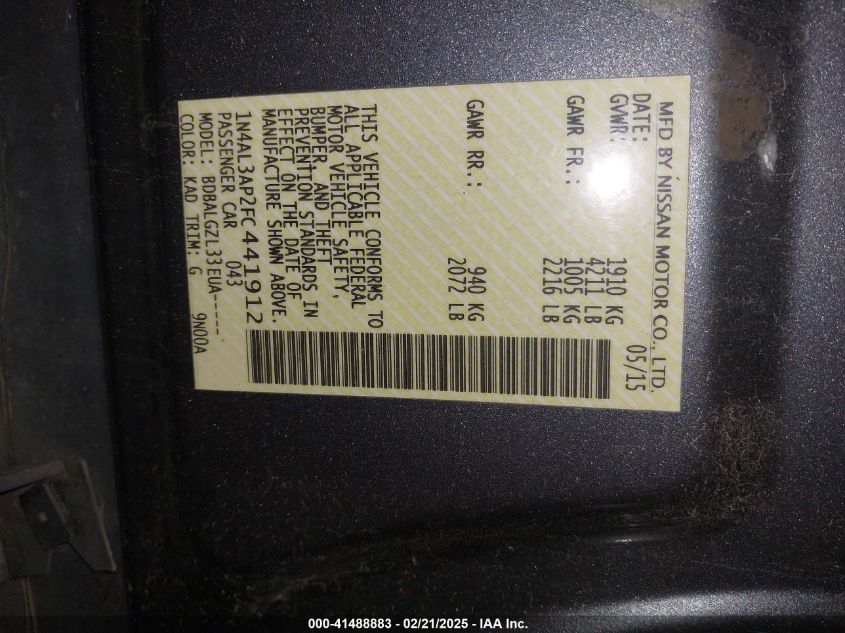 MFD BY NISSAN MOTOR CO., LTD.
DATE: 05/15
GVWR: 1910 KG
4211 LB
GAWR FR.: 1005 KG
2216 LB
GAWR RR.: 940 KG
2072 LB
THIS VEHICLE CONFORMS TO
ALL APPLICABLE FEDERAL
MOTOR VEHICLE SAFETY,
BUMPER, AND THEFT
PREVENTION STANDARDS IN
EFFECT ON THE DATE OF
MANUFACTURE SHOWN ABOVE.
1N4AL3AP2FC441912
PASSENGER CAR 043
MODEL: BDBALGZL33EUA-----
COLOR: KAD TRIM: G 9N00A
000-41488883 - 02/21/2025 - IAA Inc.